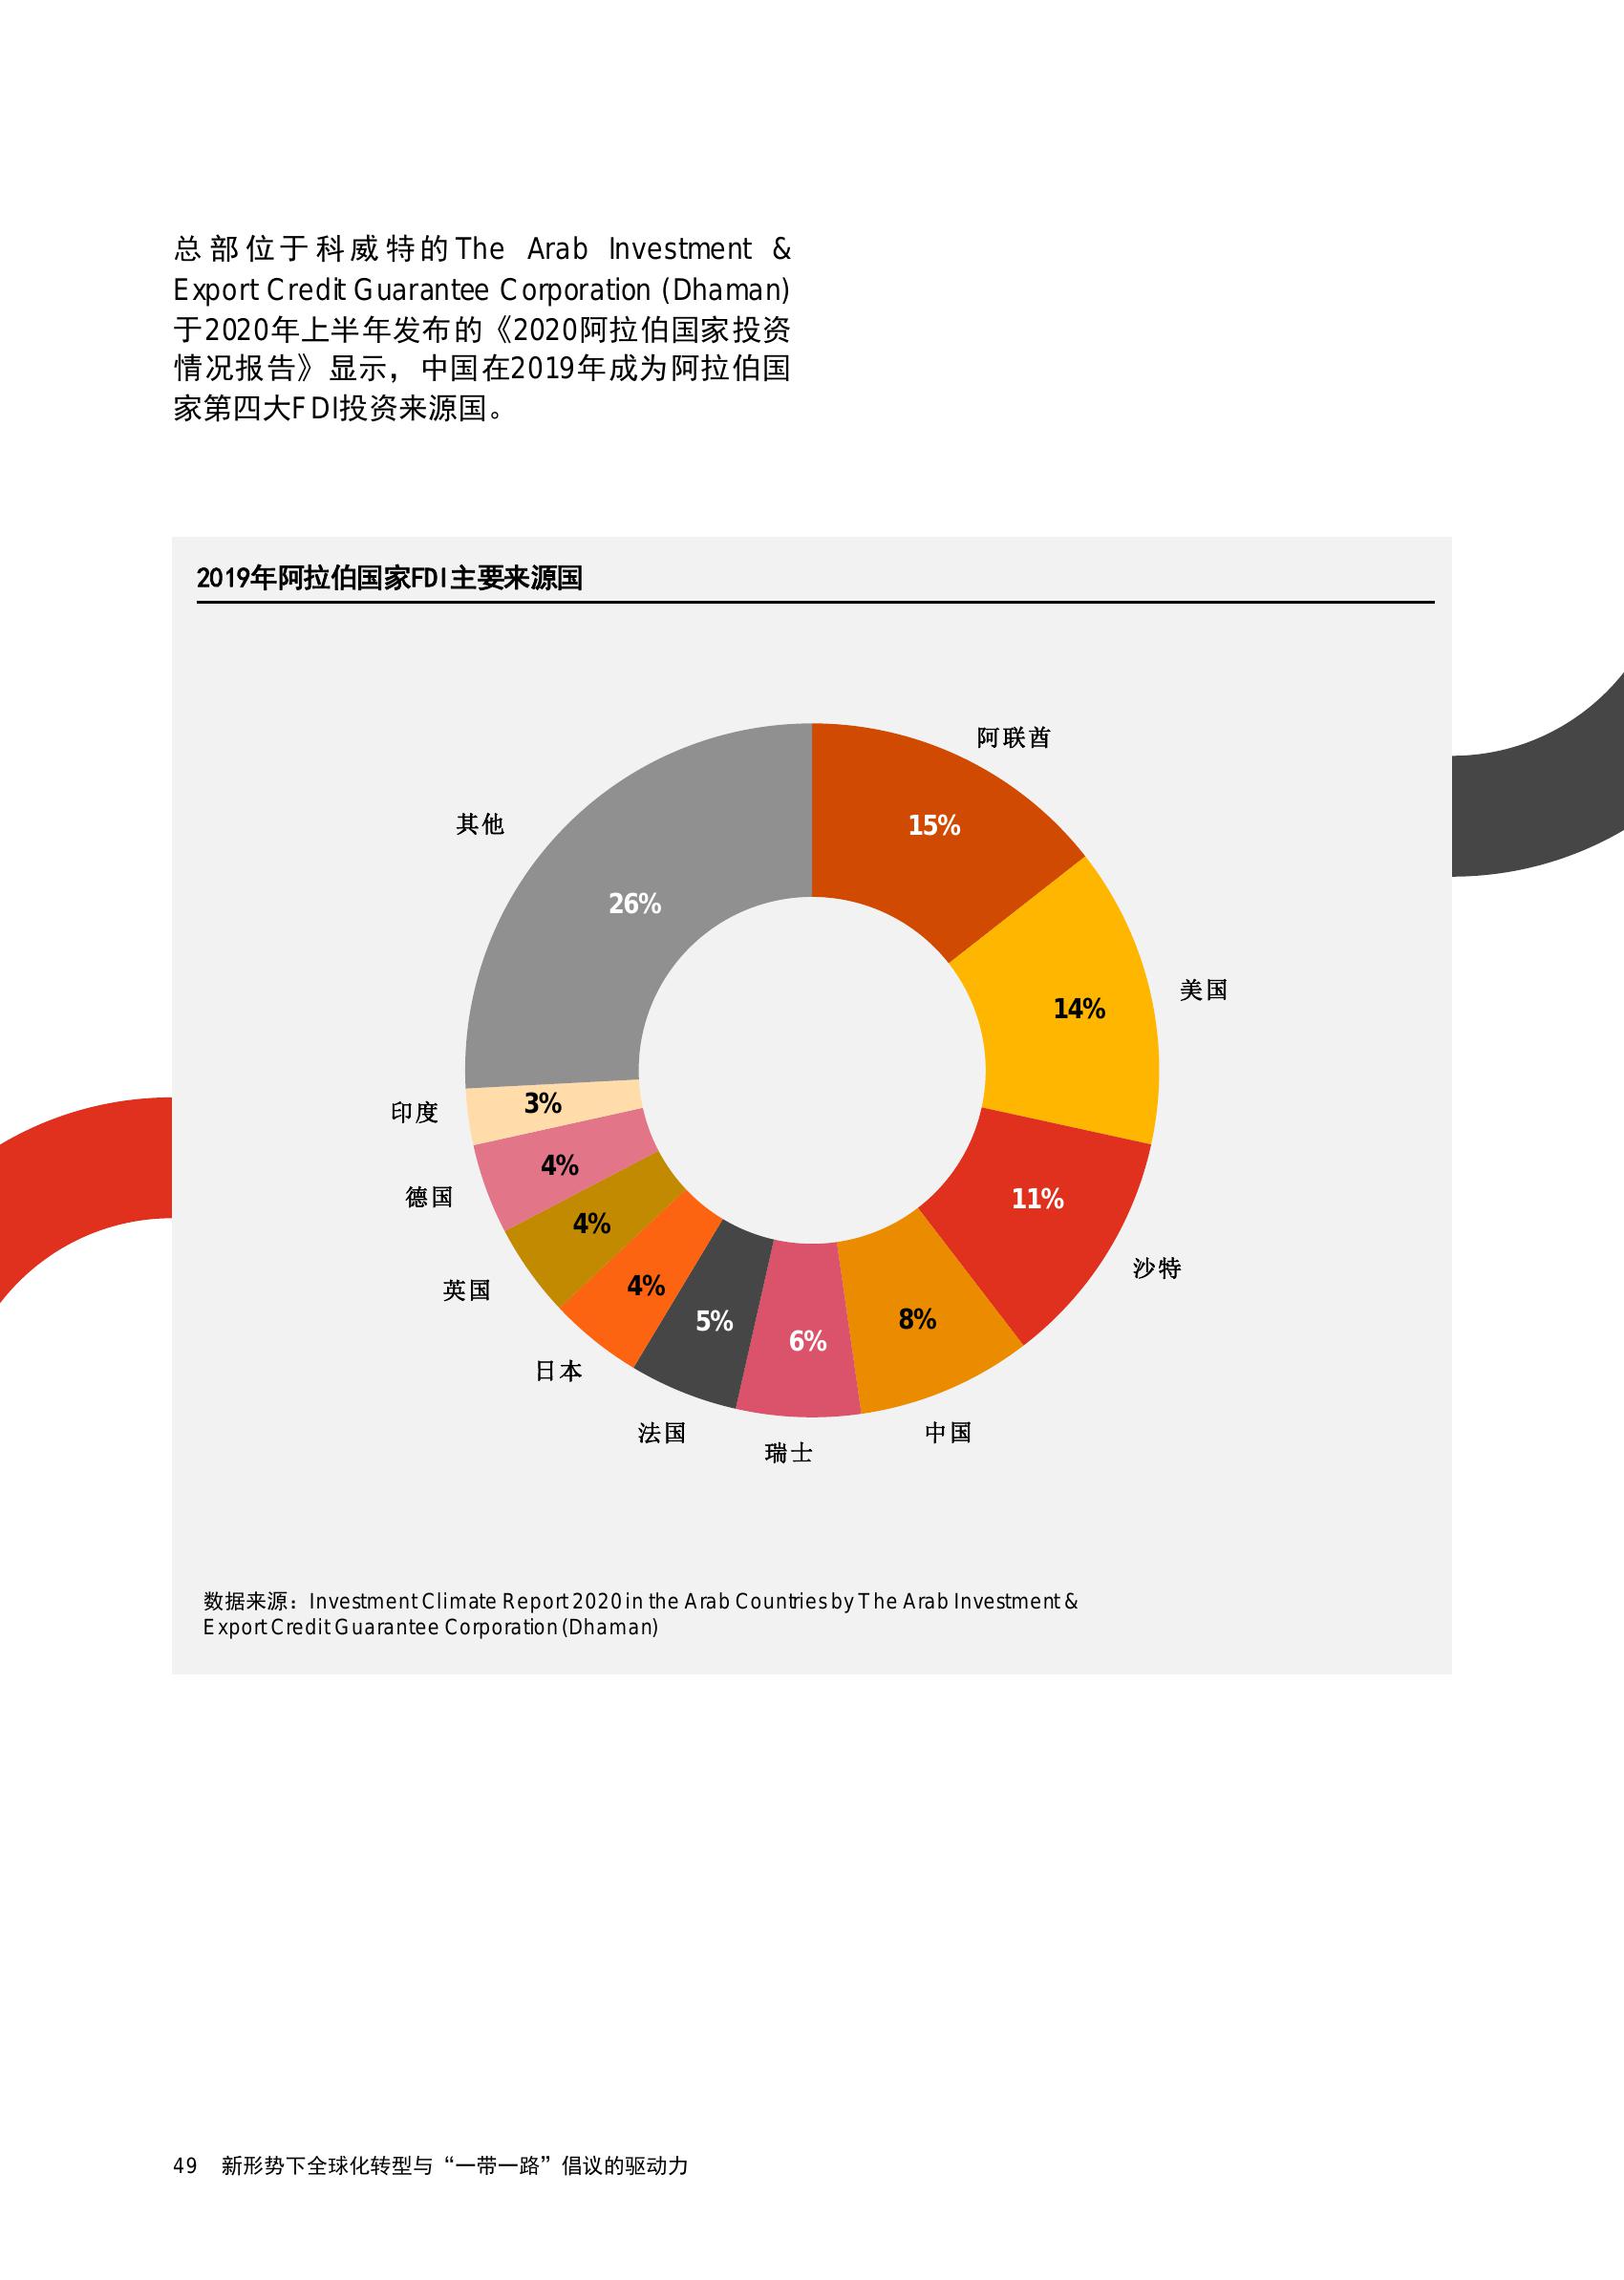 总部位于科威特的The Arab Investment &
Export Credit Guarantee Corporation (Dhaman)
于2020年上半年发布的《2020阿拉伯国家投资
情况报告》显示，中国在2019年成为阿拉伯国
家第四大FDI投资来源国。
2019年阿拉伯国家FDI主要来源国
阿联酋
15%
美国
14%
沙特
11%
中国
8%
瑞士
6%
法国
5%
日本
4%
英国
4%
德国
4%
印度
3%
其他
26%
数据来源：Investment Climate Report 2020 in the Arab Countries by The Arab Investment &
Export Credit Guarantee Corporation (Dhaman)
49 新形势下全球化转型与“一带一路”倡议的驱动力